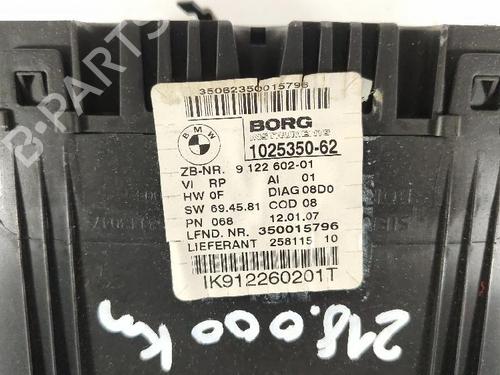 35062350015796
BMW
BORG
INSTRUMENTS
1025350-62
ZB-NR. 9 122 602-01
VI RP AI 01
HW 0F DIAG 08D0
SW 69.45.81 COD 08
PN 068 12.01.07
LFND. NR. 350015796
LIEFERANT 258115 10
IK912260201T
218.000 Km
B-Parts